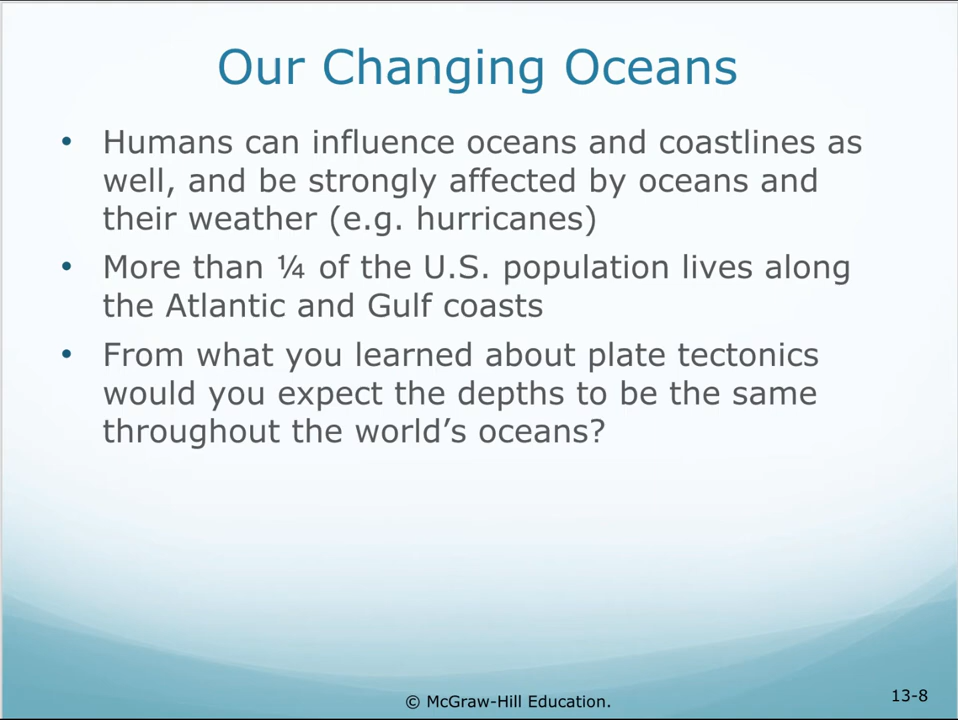 Our Changing Oceans
• Humans can influence oceans and coastlines as
well, and be strongly affected by oceans and
their weather (e.g. hurricanes)
• More than ¼ of the U.S. population lives along
the Atlantic and Gulf coasts
• From what you learned about plate tectonics
would you expect the depths to be the same
throughout the world’s oceans?
© McGraw-Hill Education.
13-8